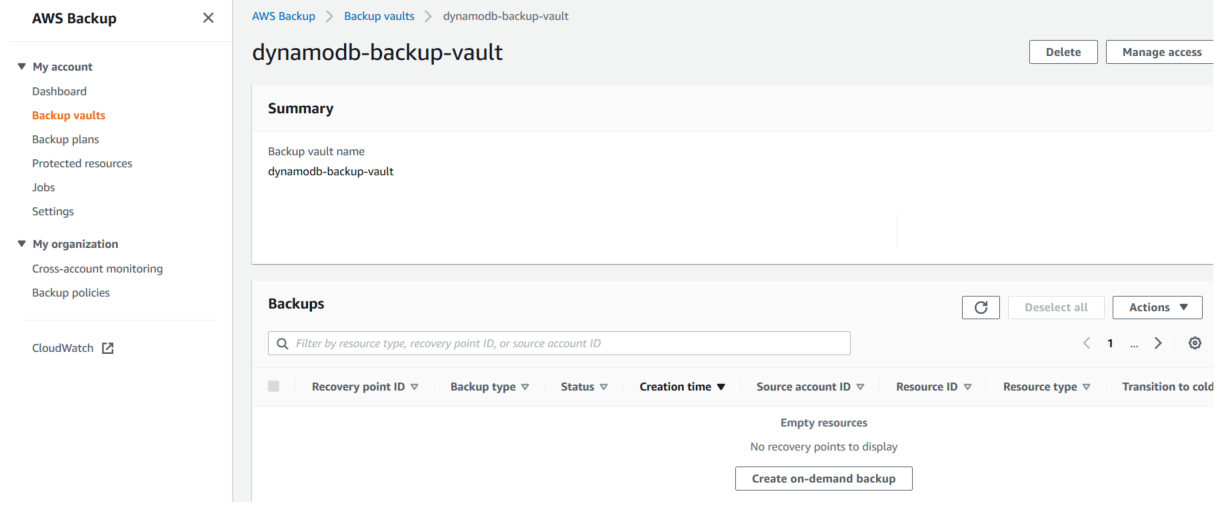 AWS Backup
My account
Dashboard
Backup vaults
Backup plans
Protected resources
Jobs
Settings
My organization
Cross-account monitoring
Backup policies
CloudWatch
AWS Backup > Backup vaults > dynamodb-backup-vault
dynamodb-backup-vault
Delete
Manage access
Summary
Backup vault name
dynamodb-backup-vault
Backups
Deselect all
Actions
Filter by resource type, recovery point ID, or source account ID
1 ...
Recovery point ID Backup type Status Creation time Source account ID Resource ID Resource type Transition to cold
Empty resources
No recovery points to display
Create on-demand backup